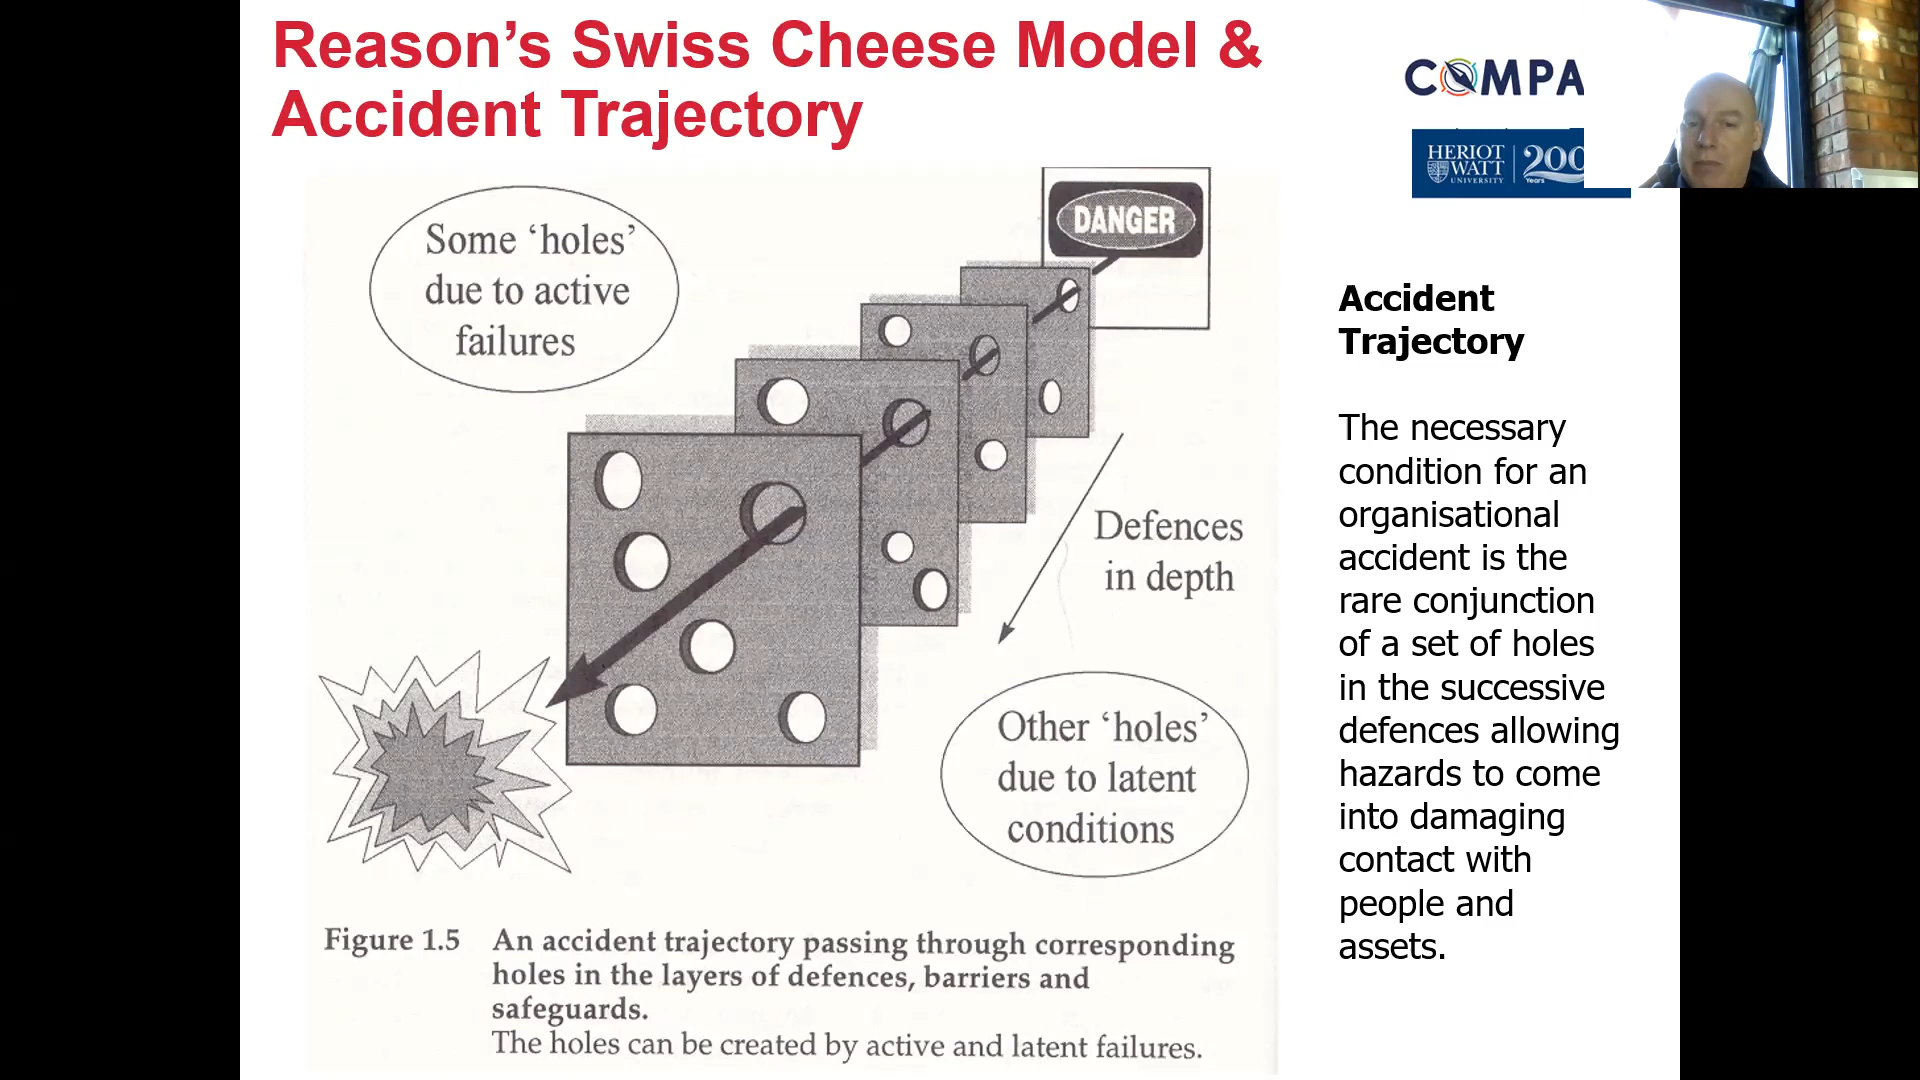 Reason’s Swiss Cheese Model &
Accident Trajectory
COMPA
HERIOT
WATT
UNIVERSITY
200
Years
Some ‘holes’
due to active
failures
DANGER
Defences
in depth
Other ‘holes’
due to latent
conditions
Figure 1.5 An accident trajectory passing through corresponding
holes in the layers of defences, barriers and
safeguards.
The holes can be created by active and latent failures.
Accident
Trajectory
The necessary
condition for an
organisational
accident is the
rare conjunction
of a set of holes
in the successive
defences allowing
hazards to come
into damaging
contact with
people and
assets.